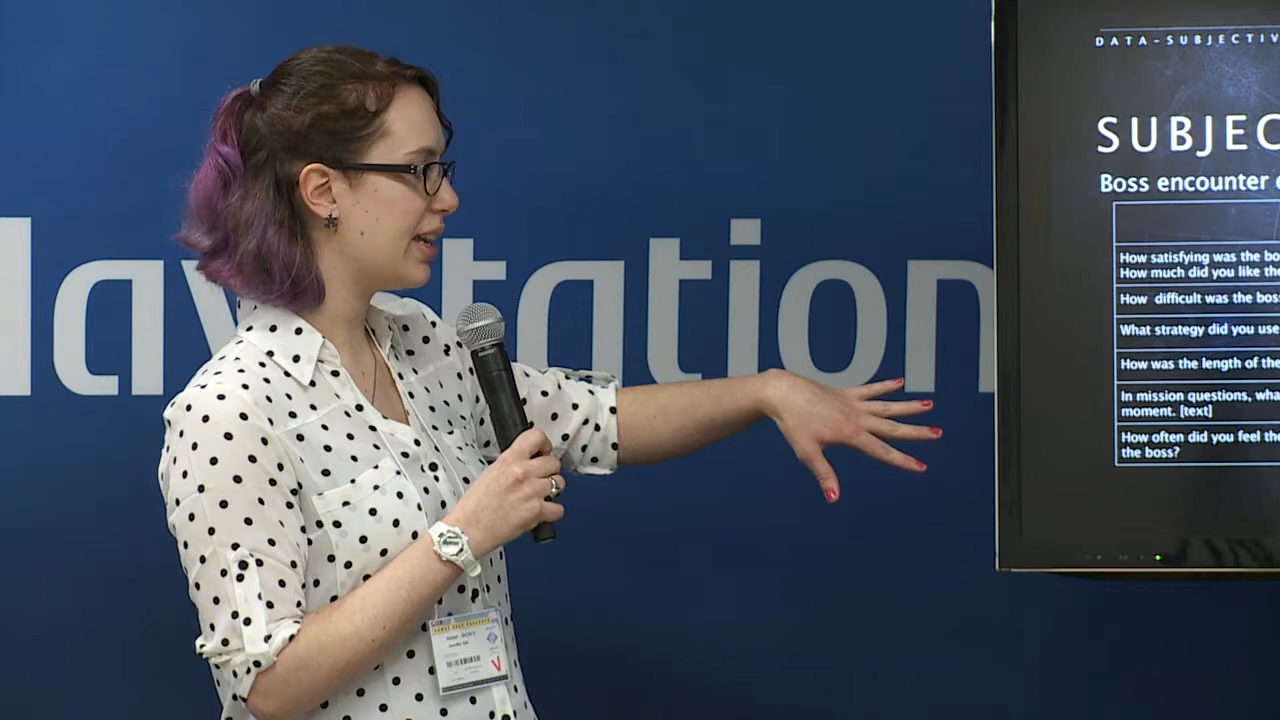 layStation
DATA-SUBJECTIV
SUBJEC
Boss encounter
How satisfying was the bo
How much did you like the
How difficult was the boss
What strategy did you use
How was the length of the
In mission questions, wha
moment. [text]
How often did you feel tha
the boss?
V